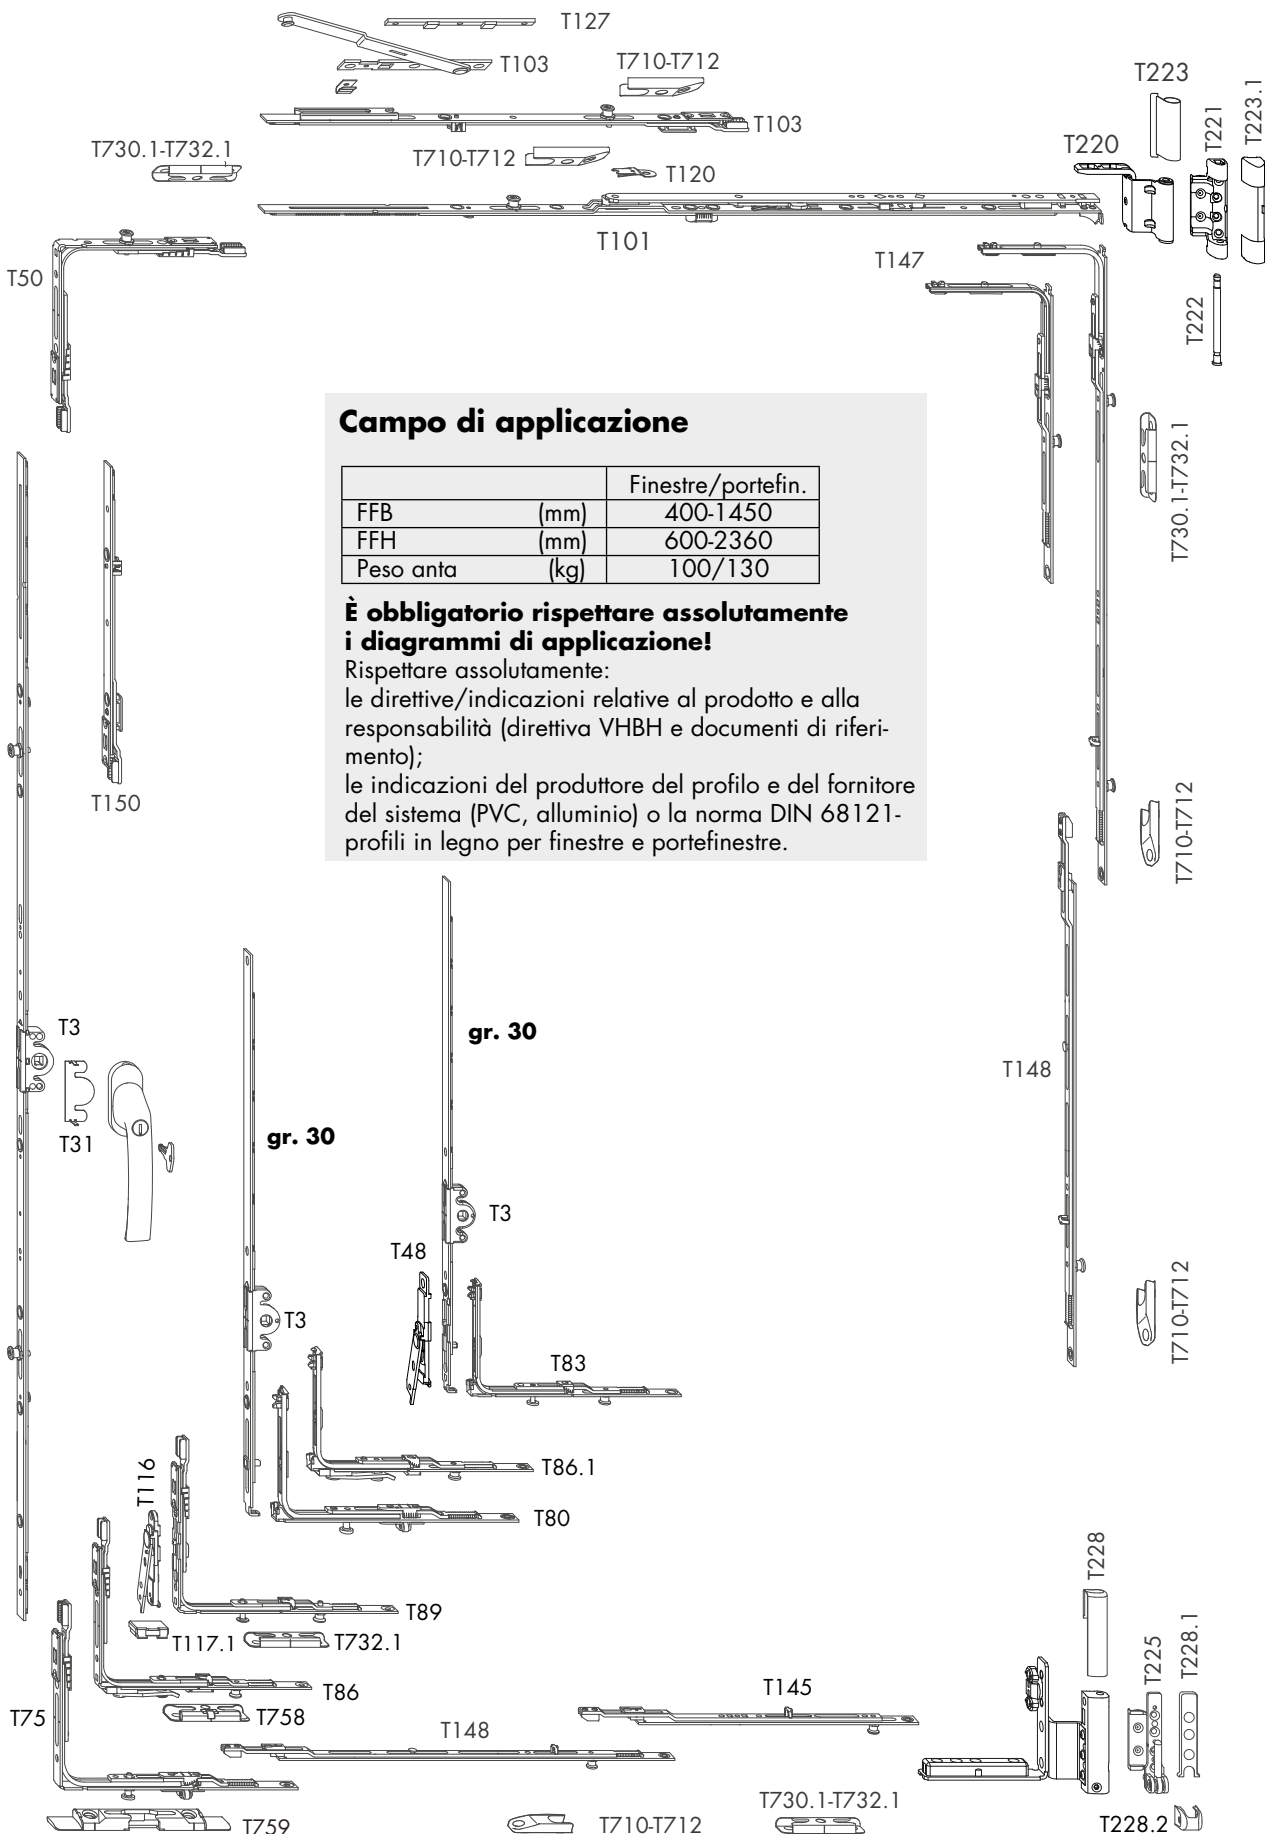 T127
T103
T710-T712
T223
T221
T223.1
T103
T730.1-T732.1
T710-T712
T120
T220
T101
T50
T147
T222
Campo di applicazione
Finestre/portefin.
FFB (mm) 400-1450
FFH (mm) 600-2360
Peso anta (kg) 100/130
È obbligatorio rispettare assolutamente
i diagrammi di applicazione!
Rispettare assolutamente:
le direttive/indicazioni relative al prodotto e alla
responsabilità (direttiva VHBH e documenti di riferi-
mento);
le indicazioni del produttore del profilo e del fornitore
del sistema (PVC, alluminio) o la norma DIN 68121-
profili in legno per finestre e portefinestre.
T730.1-T732.1
T150
T710-T712
T3
gr. 30
T148
T31
gr. 30
T3
T48
T710-T712
T3
T83
T116
T86.1
T80
T228
T89
T117.1
T732.1
T225
T228.1
T86
T145
T75
T758
T148
T730.1-T732.1
T759
T710-T712
T228.2